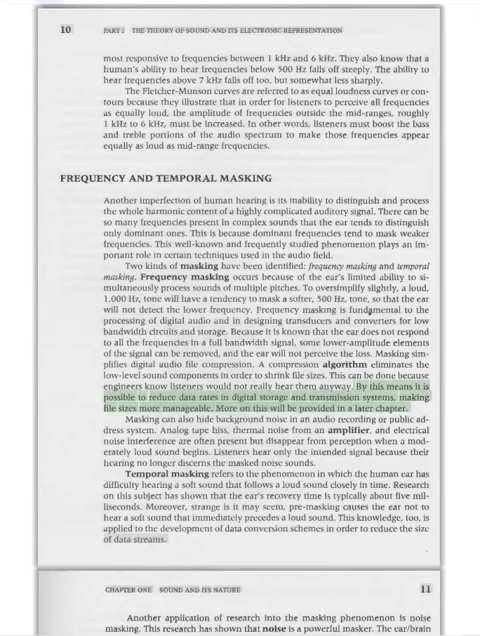 10 PART I THE THEORY OF SOUND AND ITS ELECTRONIC REPRESENTATION
most responsive to frequencies between 1 kHz and 6 kHz. They also know that a
human's ability to hear frequencies below 500 Hz falls off steeply. The ability to
hear frequencies above 7 kHz falls off too, but somewhat less sharply.
The Fletcher-Munson curves are referred to as equal loudness curves or con-
tours because they illustrate that in order for listeners to perceive all frequencies
as equally loud, the amplitude of frequencies outside the mid-ranges, roughly
1 kHz to 6 kHz, must be increased. In other words, listeners must boost the bass
and treble portions of the audio spectrum to make those frequencies appear
equally as loud as mid-range frequencies.
FREQUENCY AND TEMPORAL MASKING
Another imperfection of human hearing is its inability to distinguish and process
the whole harmonic content of a highly complicated auditory signal. There can be
so many frequencies present in complex sounds that the ear tends to distinguish
only dominant ones. This is because dominant frequencies tend to mask weaker
frequencies. This well-known and frequently studied phenomenon plays an im-
portant role in certain techniques used in the audio field.
Two kinds of masking have been identified: frequency masking and temporal
masking. Frequency masking occurs because of the ear's limited ability to si-
multaneously process sounds of multiple pitches. To oversimplify slightly, a loud,
1,000 Hz, tone will have a tendency to mask a softer, 500 Hz, tone, so that the ear
will not detect the lower frequency. Frequency masking is fundamental to the
processing of digital audio and in designing transducers and converters for low
bandwidth circuits and storage. Because it is known that the ear does not respond
to all the frequencies in a full bandwidth signal, some lower-amplitude elements
of the signal can be removed, and the ear will not perceive the loss. Masking sim-
plifies digital audio file compression. A compression algorithm eliminates the
low-level sound components in order to shrink file sizes. This can be done because
engineers know listeners would not really hear them anyway. By this means it is
possible to reduce data rates in digital storage and transmission systems, making
file sizes more manageable. More on this will be provided in a later chapter.
Masking can also hide background noise in an audio recording or public ad-
dress system. Analog tape hiss, thermal noise from an amplifier, and electrical
noise interference are often present but disappear from perception when a mod-
erately loud sound begins. Listeners hear only the intended signal because their
hearing no longer discerns the masked noise sounds.
Temporal masking refers to the phenomenon in which the human ear has
difficulty hearing a soft sound that follows a loud sound closely in time. Research
on this subject has shown that the ear's recovery time is typically about five mil-
liseconds. Moreover, strange is it may seem, pre-masking causes the ear not to
hear a soft sound that immediately precedes a loud sound. This knowledge, too, is
applied to the development of data conversion schemes in order to reduce the size
of data streams.
CHAPTER ONE SOUND AND ITS NATURE 11
Another application of research into the masking phenomenon is noise
masking. This research has shown that noise is a powerful masker. The ear/brain